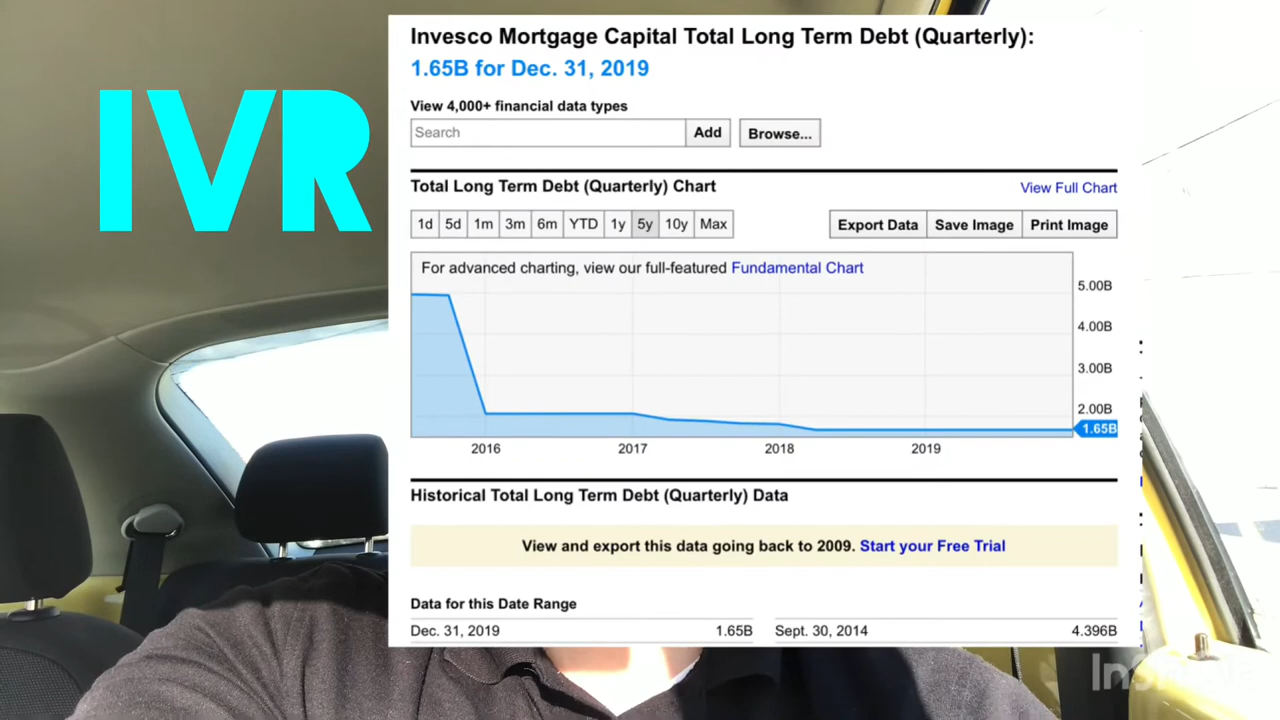 IVR
Invesco Mortgage Capital Total Long Term Debt (Quarterly):
1.65B for Dec. 31, 2019
View 4,000+ financial data types
Search
Add
Browse...
Total Long Term Debt (Quarterly) Chart
View Full Chart
1d 5d 1m 3m 6m YTD 1y 5y 10y Max
Export Data Save Image Print Image
For advanced charting, view our full-featured Fundamental Chart
5.00B
4.00B
3.00B
2.00B
1.65B
2016 2017 2018 2019
Historical Total Long Term Debt (Quarterly) Data
View and export this data going back to 2009. Start your Free Trial
Data for this Date Range
Dec. 31, 2019 1.65B Sept. 30, 2014 4.396B